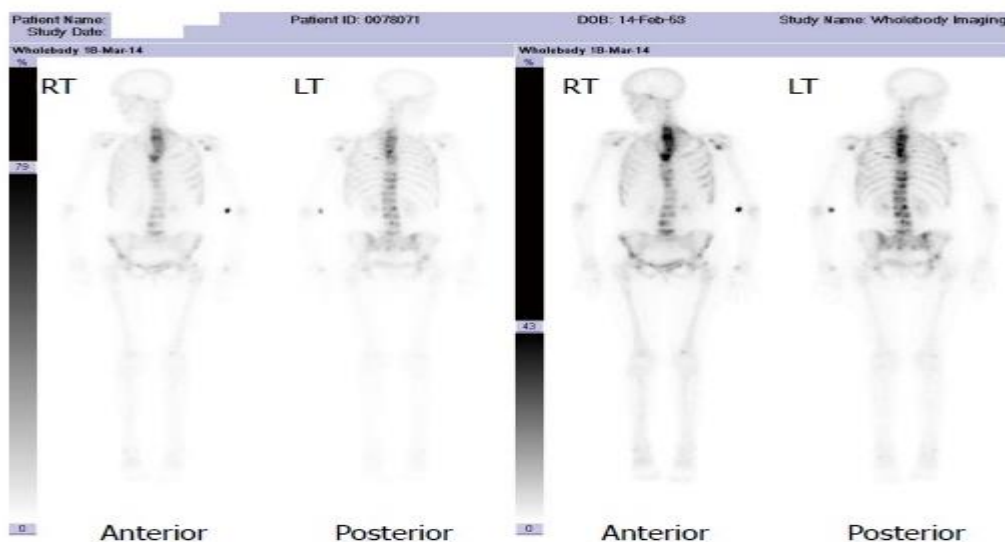 Patient Name: Patient ID: 0078071 DOB: 14-Feb-53 Study Name: Wholebody Imaging
Study Date:
Wholebody 18-Mar-14 Wholebody 18-Mar-14
% %
RT LT RT LT
79
43
0 0
Anterior Posterior Anterior Posterior